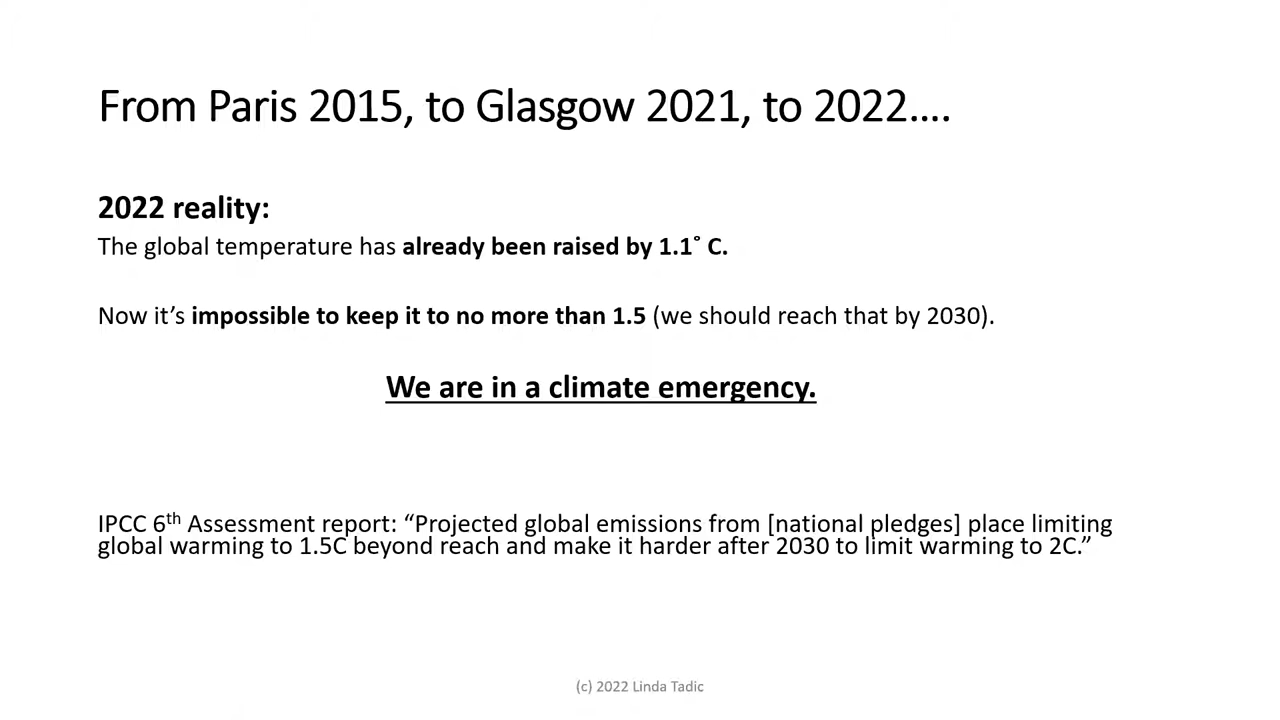 From Paris 2015, to Glasgow 2021, to 2022….
2022 reality:
The global temperature has already been raised by 1.1˚ C.
Now it’s impossible to keep it to no more than 1.5 (we should reach that by 2030).
We are in a climate emergency.
IPCC 6th Assessment report: “Projected global emissions from [national pledges] place limiting
global warming to 1.5C beyond reach and make it harder after 2030 to limit warming to 2C.”
(c) 2022 Linda Tadic